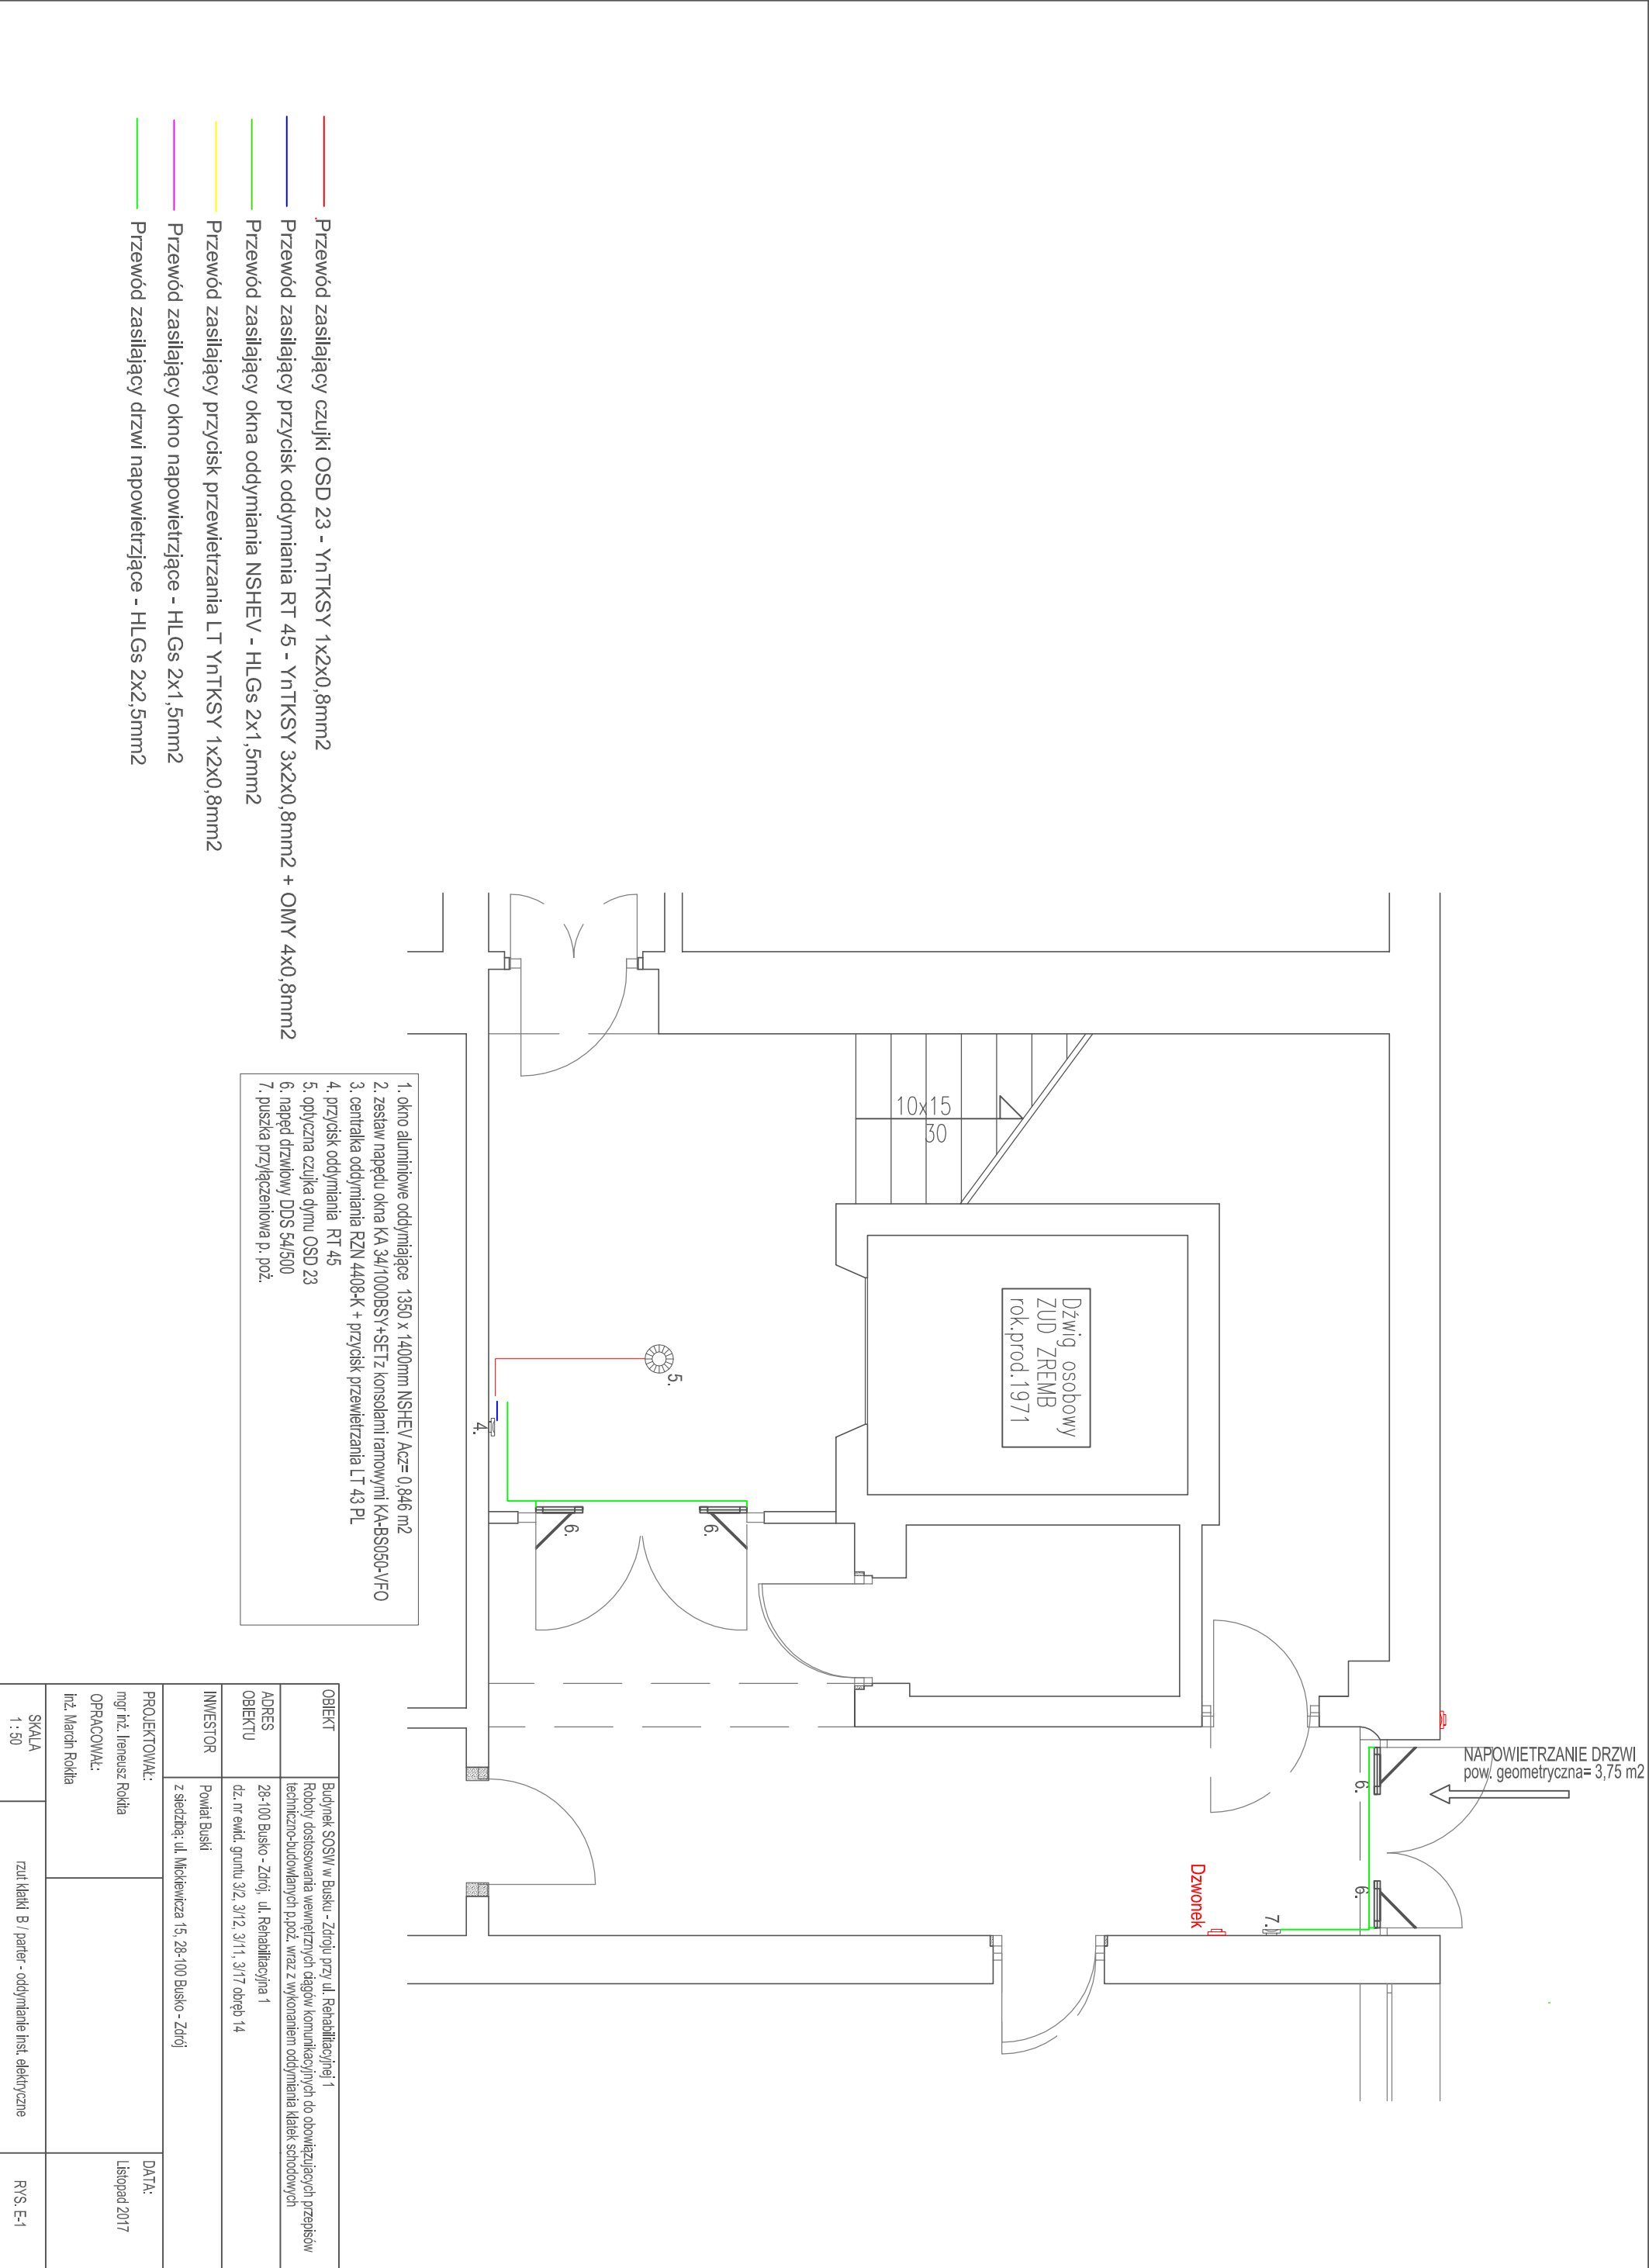 NAPOWIETRZANIE DRZWI
pow. geometryczna= 3,75 m2
6.
6.
7.
Dzwonek
Dźwig osobowy
ZUD ZREMB
rok.prod.1971
10x15
30
5.
4.
6.
6.
1. okno aluminiowe oddymiające 1350 x 1400mm NSHEV Acz= 0,846 m2
2. zestaw napędu okna KA 34/1000BSY+SETz konsolami ramowymi KA-BS050-VFO
3. centralka oddymiania RZN 4408-K + przycisk przewietrzania LT 43 PL
4. przycisk oddymiania RT 45
5. optyczna czujka dymu OSD 23
6. napęd drzwiowy DDS 54/500
7. puszka przyłączeniowa p. poż.
Przewód zasilający czujki OSD 23 - YnTKSY 1x2x0,8mm2
Przewód zasilający przycisk oddymiania RT 45 - YnTKSY 3x2x0,8mm2 + OMY 4x0,8mm2
Przewód zasilający okna oddymiania NSHEV - HLGs 2x1,5mm2
Przewód zasilający przycisk przewietrzania LT YnTKSY 1x2x0,8mm2
Przewód zasilający okno napowietrzjące - HLGs 2x1,5mm2
Przewód zasilający drzwi napowietrzjące - HLGs 2x2,5mm2
OBIEKT
Budynek SOSW w Busku - Zdroju przy ul. Rehabilitacyjnej 1
Roboty dostosowania wewnętrznych ciągów komunikacyjnych do obowiązujacych przepisów
techniczno-budowlanych p.poż. wraz z wykonaniem oddymiania klatek schodowych
ADRES
OBIEKTU
28-100 Busko - Zdrój, ul. Rehabilitacyjna 1
dz. nr ewid. gruntu 3/2, 3/12, 3/11, 3/17 obręb 14
INWESTOR
Powiat Buski
z siedzibą: ul. Mickiewicza 15, 28-100 Busko - Zdrój
PROJEKTOWAŁ:
mgr inż. Ireneusz Rokita
OPRACOWAŁ:
inż. Marcin Rokita
DATA:
Listopad 2017
SKALA
1 : 50
rzut klatki B / parter - oddymianie inst. elektryczne
RYS. E-1